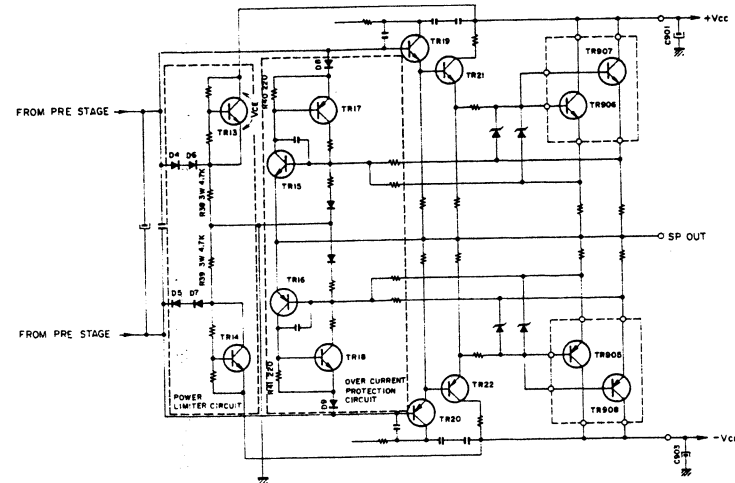 +Vcc
C901
TR19
TR21
TR907
TR906
D8
R40 220
TR17
VCE
TR13
FROM PRE STAGE
D4 D6
TR15
R38 3W 4.7K
SP OUT
R39 3W 4.7K
TR16
D5 D7
FROM PRE STAGE
TR14
TR18
TR905
R41 220
POWER
LIMITER CIRCUIT
OVER CURRENT
PROTECTION
CIRCUIT
TR22
TR908
D9
TR20
-Vcc
C903